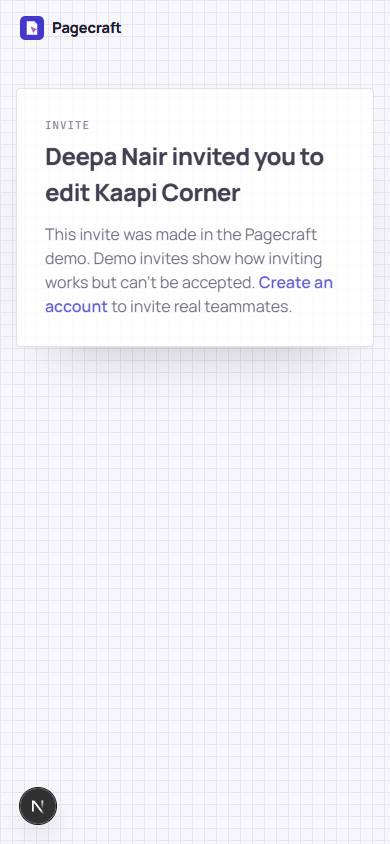 Pagecraft
INVITE
Deepa Nair invited you to
edit Kaapi Corner
This invite was made in the Pagecraft
demo. Demo invites show how inviting
works but can't be accepted. Create an
account to invite real teammates.
N